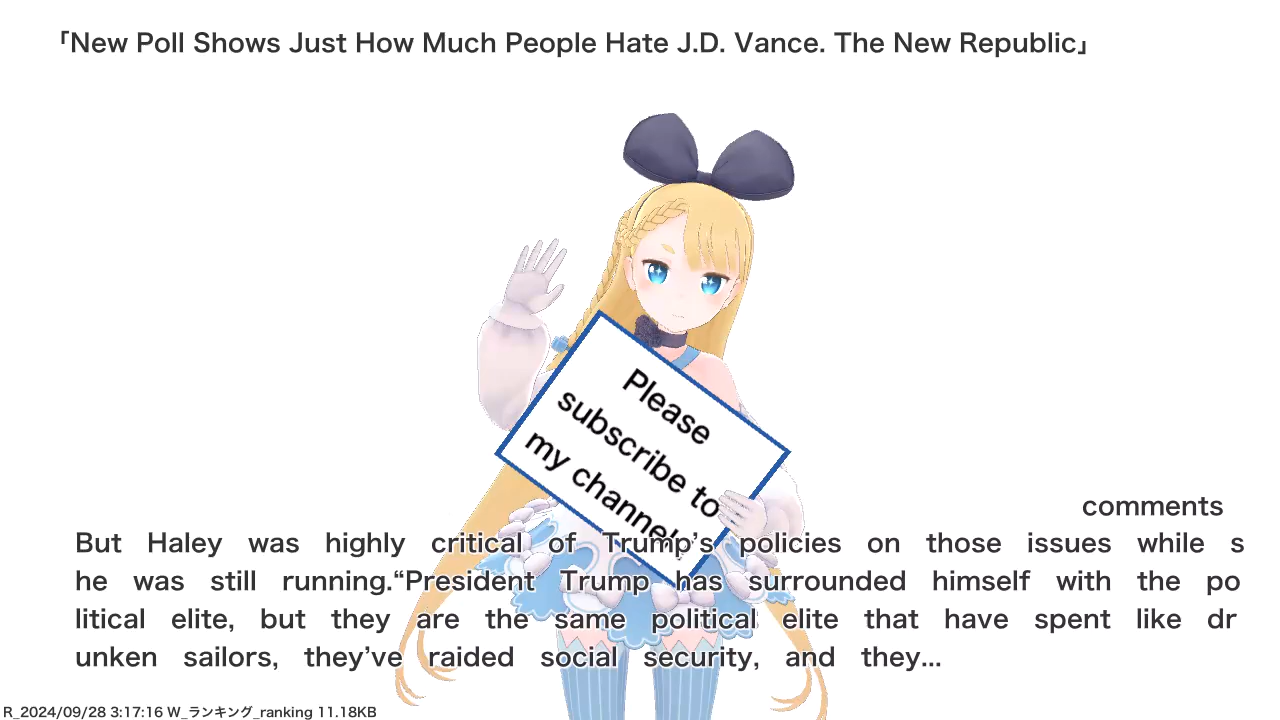 「New Poll Shows Just How Much People Hate J.D. Vance. The New Republic」
Please
subscribe to
my channel!
comments
But Haley was highly critical of Trump's policies on those issues while s
he was still running.“President Trump has surrounded himself with the po
litical elite, but they are the same political elite that have spent like dr
unken sailors, they've raided social security, and they...
R_2024/09/28 3:17:16 W_ランキング_ranking 11.18KB